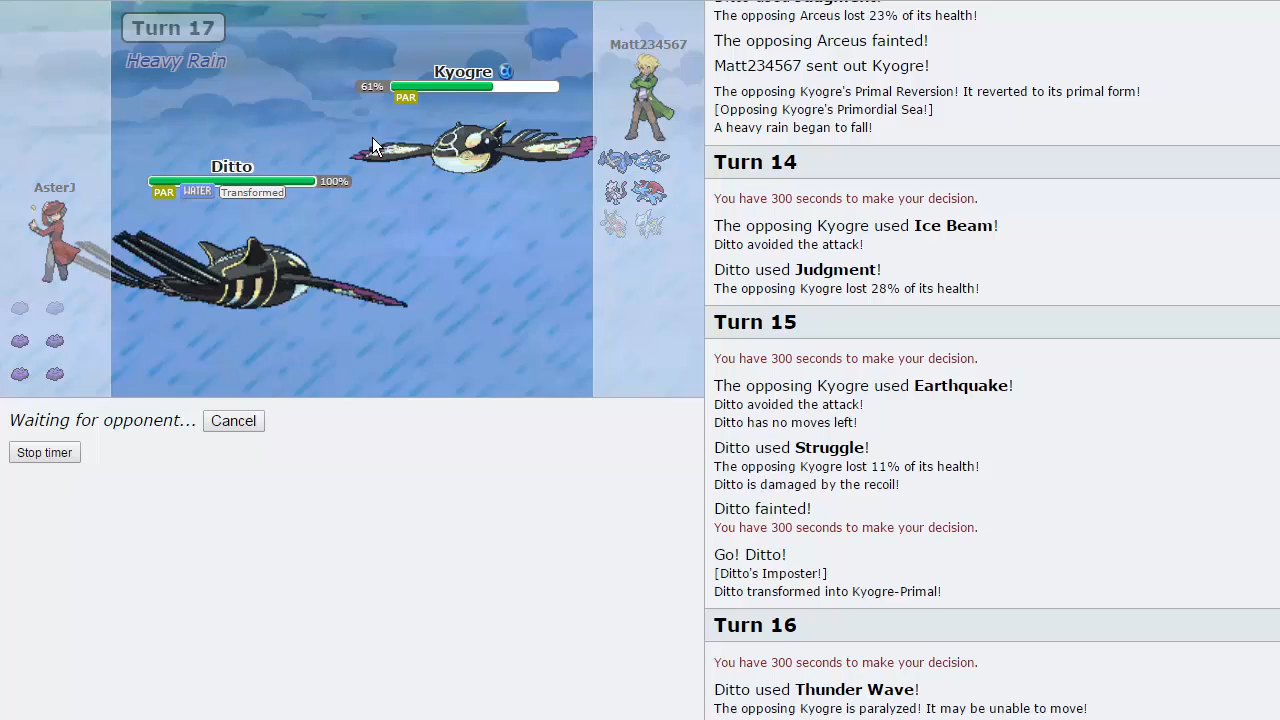 Turn 17
Heavy Rain
Matt234567
Kyogre
61%
PAR
Ditto
100%
PAR WATER Transformed
AsterJ
Waiting for opponent... Cancel
Stop timer
The opposing Arceus lost 23% of its health!
The opposing Arceus fainted!
Matt234567 sent out Kyogre!
The opposing Kyogre's Primal Reversion! It reverted to its primal form!
[Opposing Kyogre's Primordial Sea!]
A heavy rain began to fall!
Turn 14
You have 300 seconds to make your decision.
The opposing Kyogre used Ice Beam!
Ditto avoided the attack!
Ditto used Judgment!
The opposing Kyogre lost 28% of its health!
Turn 15
You have 300 seconds to make your decision.
The opposing Kyogre used Earthquake!
Ditto avoided the attack!
Ditto has no moves left!
Ditto used Struggle!
The opposing Kyogre lost 11% of its health!
Ditto is damaged by the recoil!
Ditto fainted!
You have 300 seconds to make your decision.
Go! Ditto!
[Ditto's Imposter!]
Ditto transformed into Kyogre-Primal!
Turn 16
You have 300 seconds to make your decision.
Ditto used Thunder Wave!
The opposing Kyogre is paralyzed! It may be unable to move!